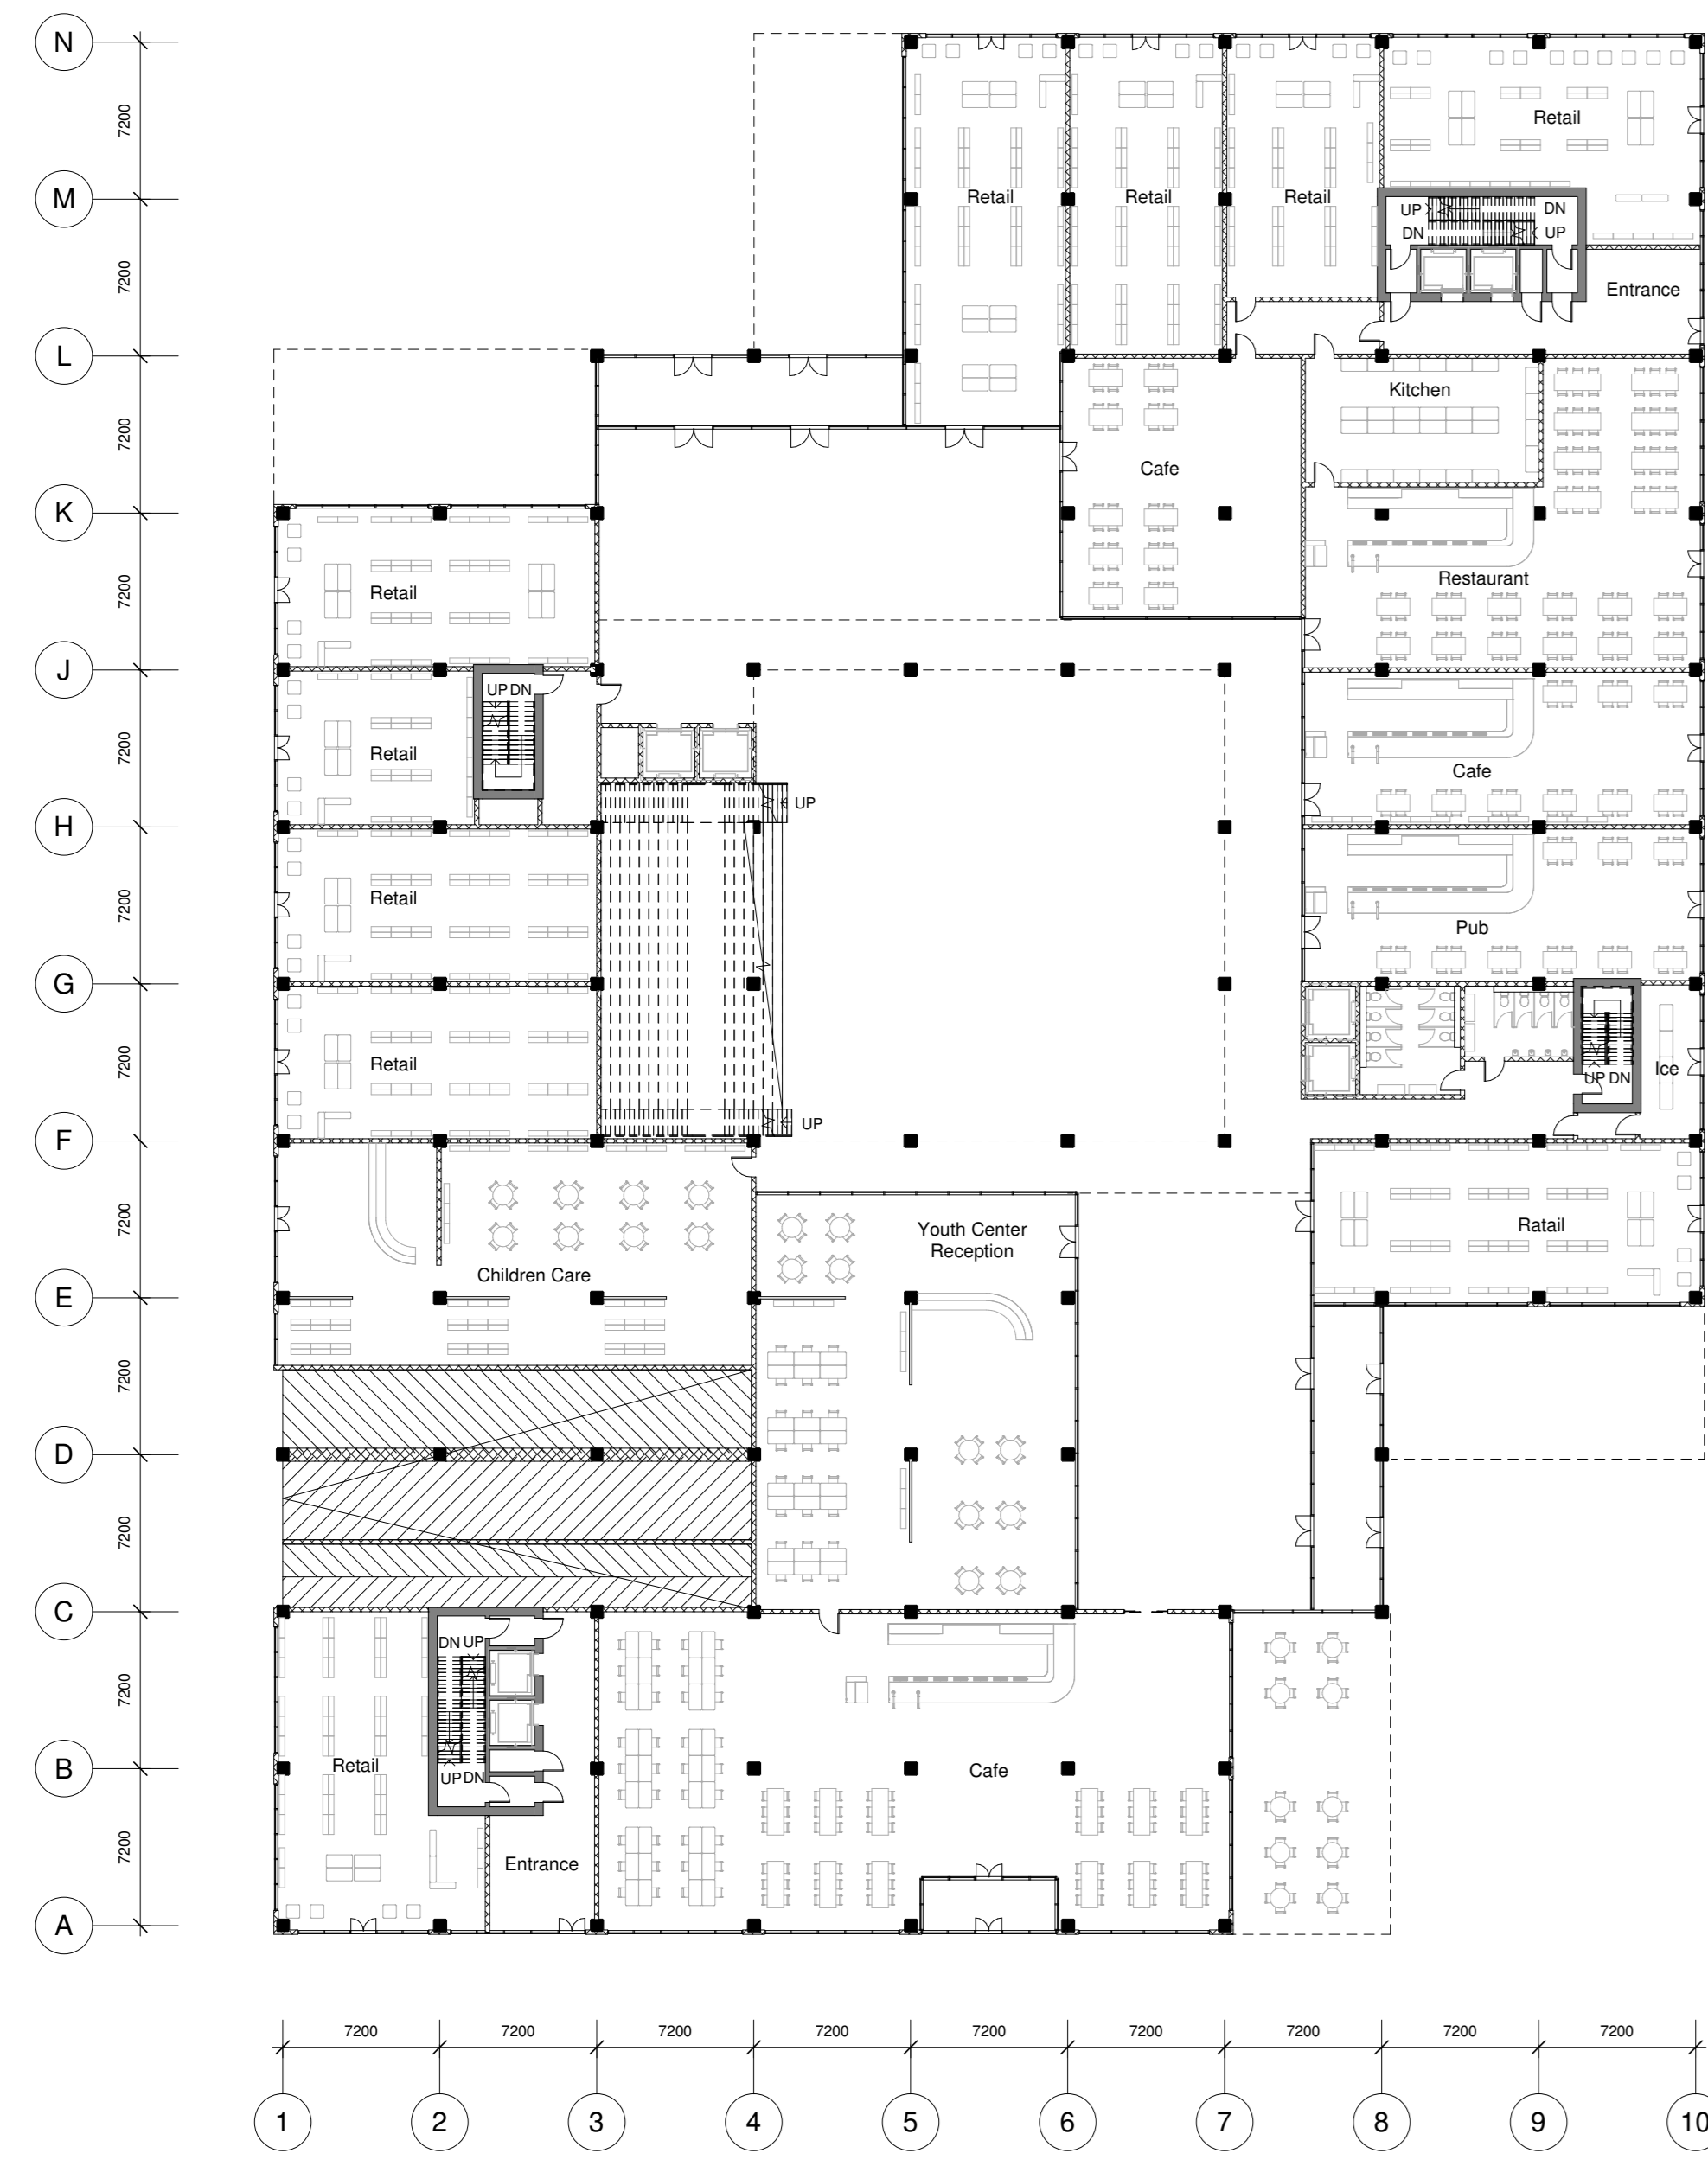 N
7200
Retail
M
Retail
Retail
Retail
UP
DN
DN
UP
7200
Entrance
L
Kitchen
7200
Cafe
K
7200
Retail
Restaurant
J
UP DN
7200
Retail
Cafe
UP
H
7200
Retail
Pub
G
7200
Retail
Ice
UP DN
UP
F
7200
Youth Center
Reception
Ratail
Children Care
E
7200
D
7200
C
DN UP
7200
B
Retail
Cafe
UP DN
7200
Entrance
A
7200 7200 7200 7200 7200 7200 7200 7200 7200
1 2 3 4 5 6 7 8 9 10